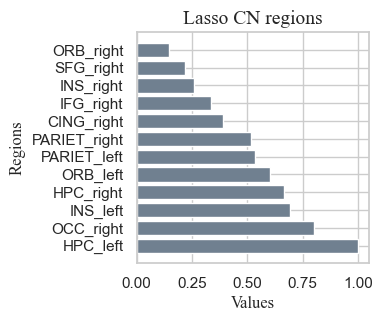 Lasso CN regions
Regions
ORB_right
SFG_right
INS_right
IFG_right
CING_right
PARIET_right
PARIET_left
ORB_left
HPC_right
INS_left
OCC_right
HPC_left
0.00 0.25 0.50 0.75 1.00
Values